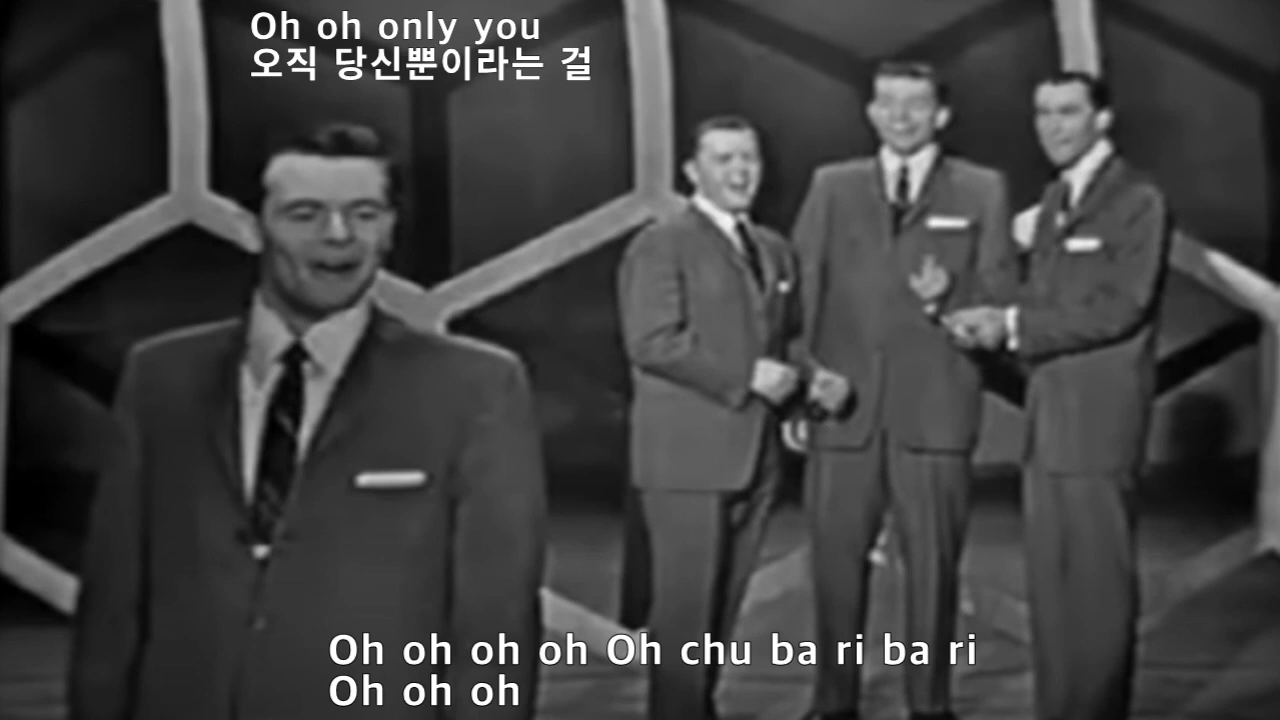 Oh oh only you
오직 당신뿐이라는 걸
Oh oh oh oh Oh chu ba ri ba ri
Oh oh oh